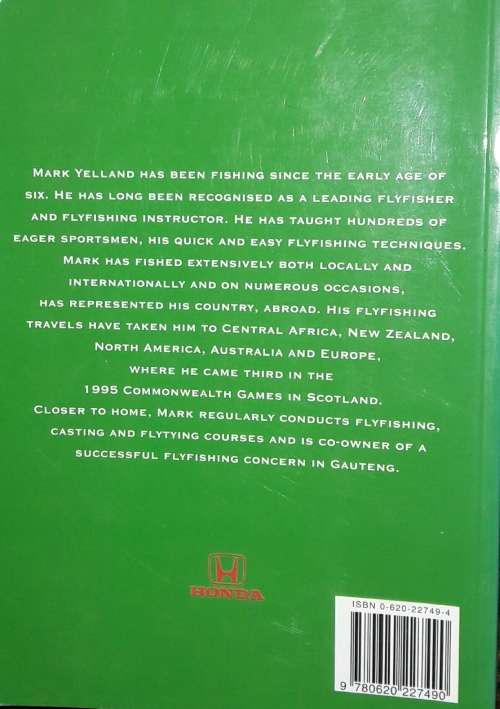 MARK YELLAND HAS BEEN FISHING SINCE THE EARLY AGE OF
SIX. HE HAS LONG BEEN RECOGNISED AS A LEADING FLYFISHER
AND FLYFISHING INSTRUCTOR. HE HAS TAUGHT HUNDREDS OF
EAGER SPORTSMEN, HIS QUICK AND EASY FLYFISHING TECHNIQUES.
MARK HAS FISHED EXTENSIVELY BOTH LOCALLY AND
INTERNATIONALLY AND ON NUMEROUS OCCASIONS,
HAS REPRESENTED HIS COUNTRY, ABROAD. HIS FLYFISHING
TRAVELS HAVE TAKEN HIM TO CENTRAL AFRICA, NEW ZEALAND,
NORTH AMERICA, AUSTRALIA AND EUROPE,
WHERE HE CAME THIRD IN THE
1995 COMMONWEALTH GAMES IN SCOTLAND.
CLOSER TO HOME, MARK REGULARLY CONDUCTS FLYFISHING,
CASTING AND FLYTYING COURSES AND IS CO-OWNER OF A
SUCCESSFUL FLYFISHING CONCERN IN GAUTENG.
HONDA
ISBN 0-620-22749-4
9 780620 227490